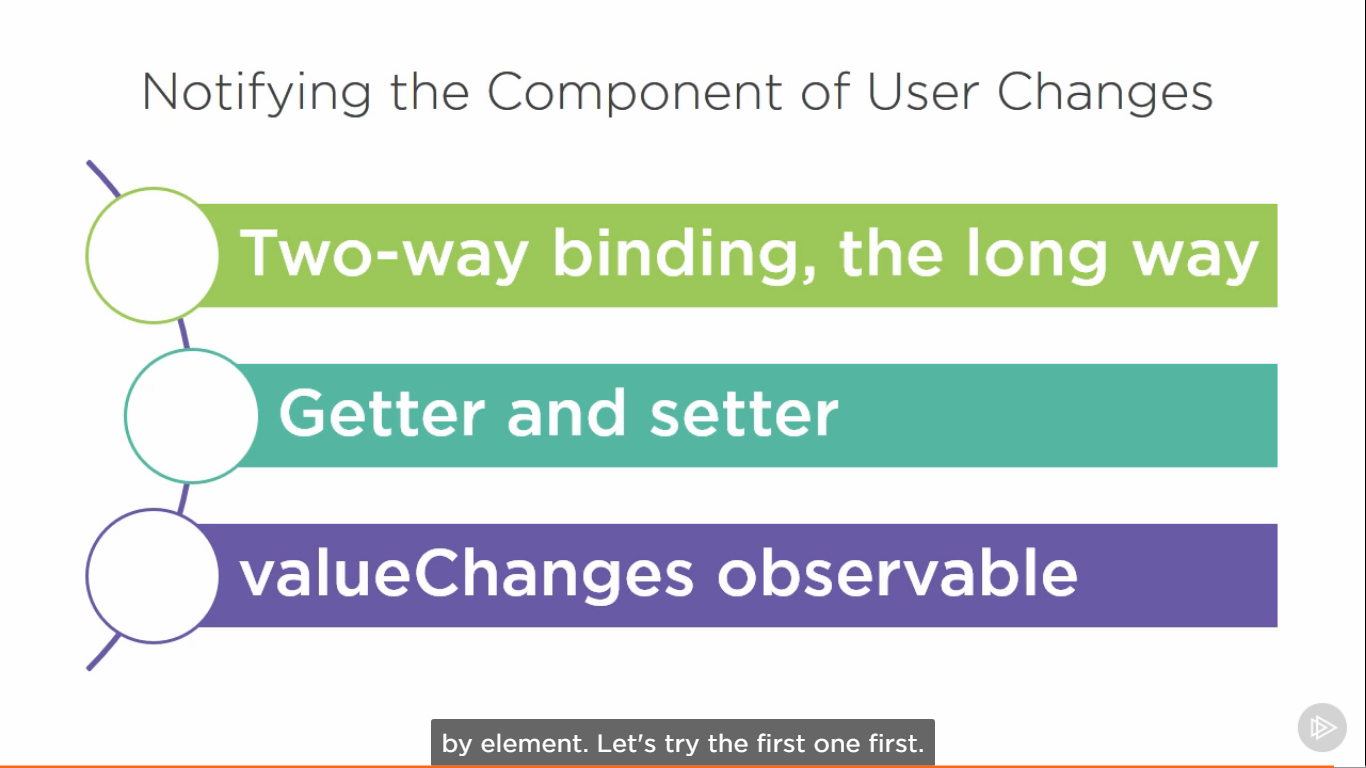 Notifying the Component of User Changes
Two-way binding, the long way
Getter and setter
valueChanges observable
by element. Let's try the first one first.